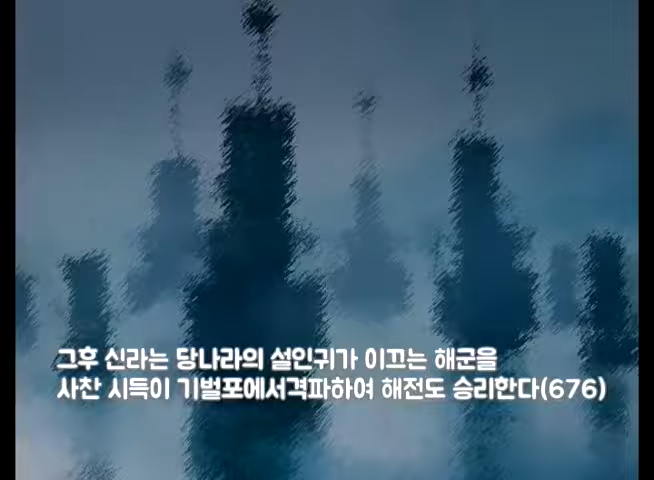 그후 신라는 당나라의 설인귀가 이끄는 해군을
사찬 시득이 기벌포에서격파하여 해전도 승리한다(676)